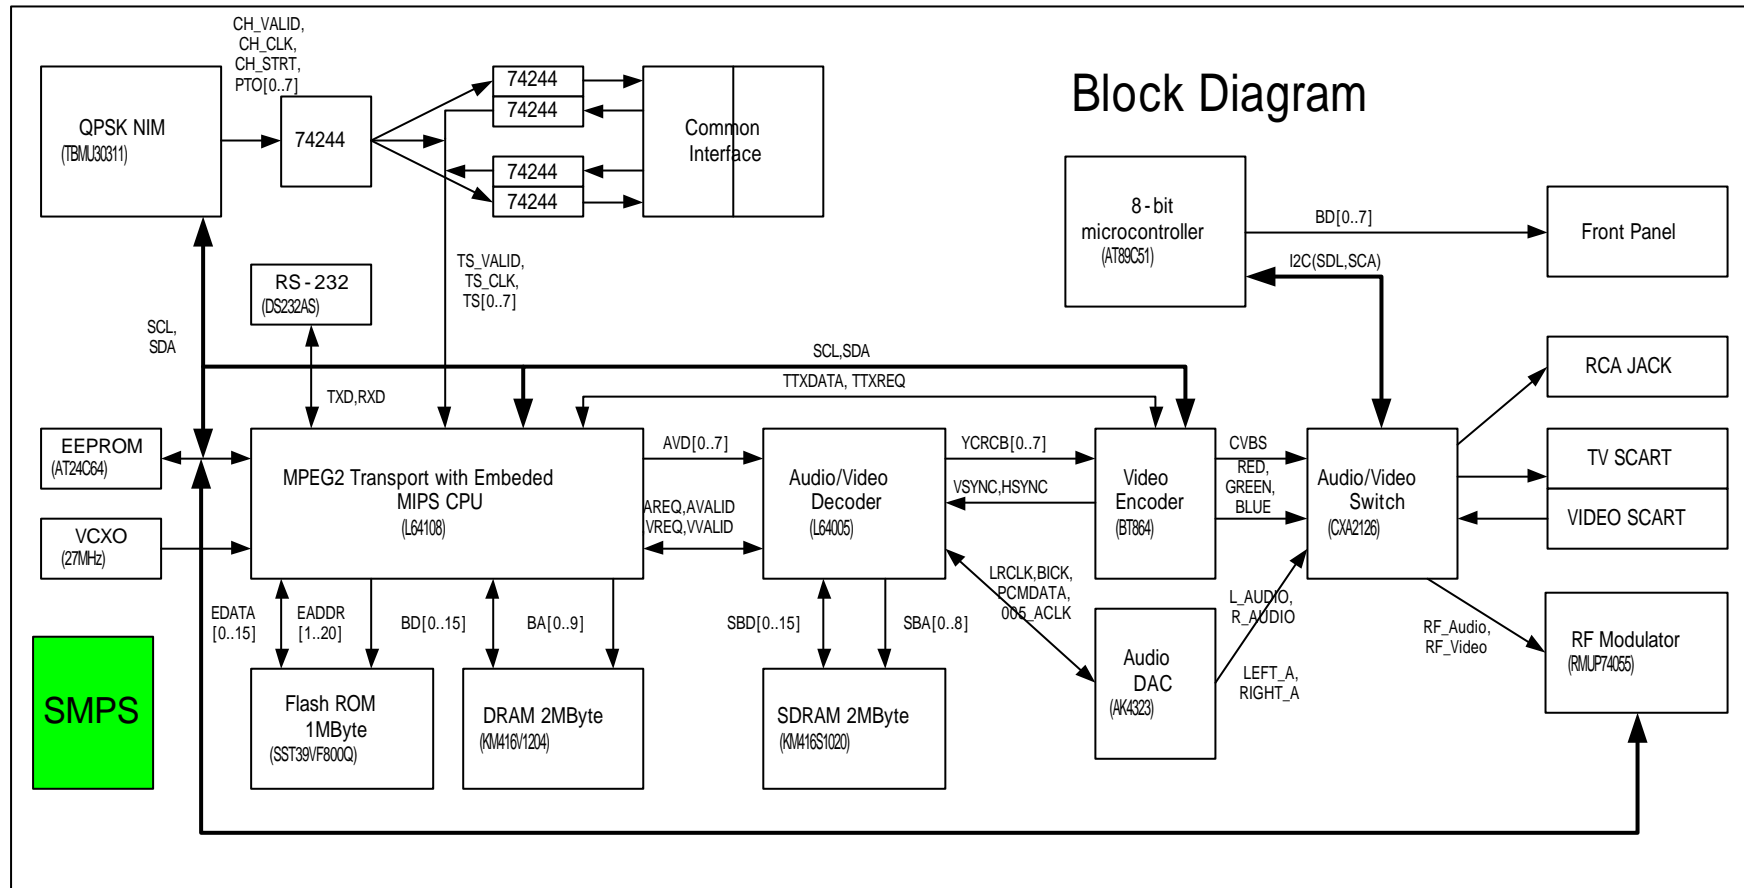 Block Diagram
CH_VALID,
CH_CLK,
CH_STRT,
PTO[0..7]
QPSK NIM
(TBMU30311)
74244
74244
74244
74244
74244
Common
Interface
8-bit
microcontroller
(AT89C51)
BD[0..7]
Front Panel
I2C(SDL,SCA)
TS_VALID,
TS_CLK,
TS[0..7]
RS-232
(DS232AS)
SCL,
SDA
SCL,SDA
TTXDATA, TTXREQ
TXD,RXD
RCA JACK
EEPROM
(AT24C64)
VCXO
(27MHz)
MPEG2 Transport with Embeded
MIPS CPU
(L64108)
AVD[0..7]
AREQ,AVALID
VREQ,VVALID
Audio/Video
Decoder
(L64005)
YCRCB[0..7]
VSYNC,HSYNC
Video
Encoder
(BT864)
CVBS
RED,
GREEN,
BLUE
Audio/Video
Switch
(CXA2126)
TV SCART
VIDEO SCART
EDATA
[0..15]
EADDR
[1..20]
BD[0..15]
BA[0..9]
SBD[0..15]
SBA[0..8]
LRCLK,BICK,
PCMDATA,
005_ACLK
L_AUDIO,
R_AUDIO
LEFT_A,
RIGHT_A
RF_Audio,
RF_Video
RF Modulator
(RMUP74055)
SMPS
Flash ROM
1MByte
(SST39VF800Q)
DRAM 2MByte
(KM416V1204)
SDRAM 2MByte
(KM416S1020)
Audio
DAC
(AK4323)